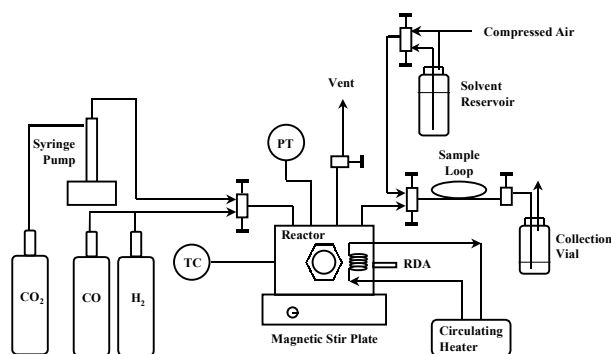 Compressed Air
Vent
Solvent
Reservoir
Syringe
Pump
PT
Sample
Loop
Reactor
TC
RDA
Collection
Vial
CO₂
CO
H₂
Magnetic Stir Plate
Circulating
Heater